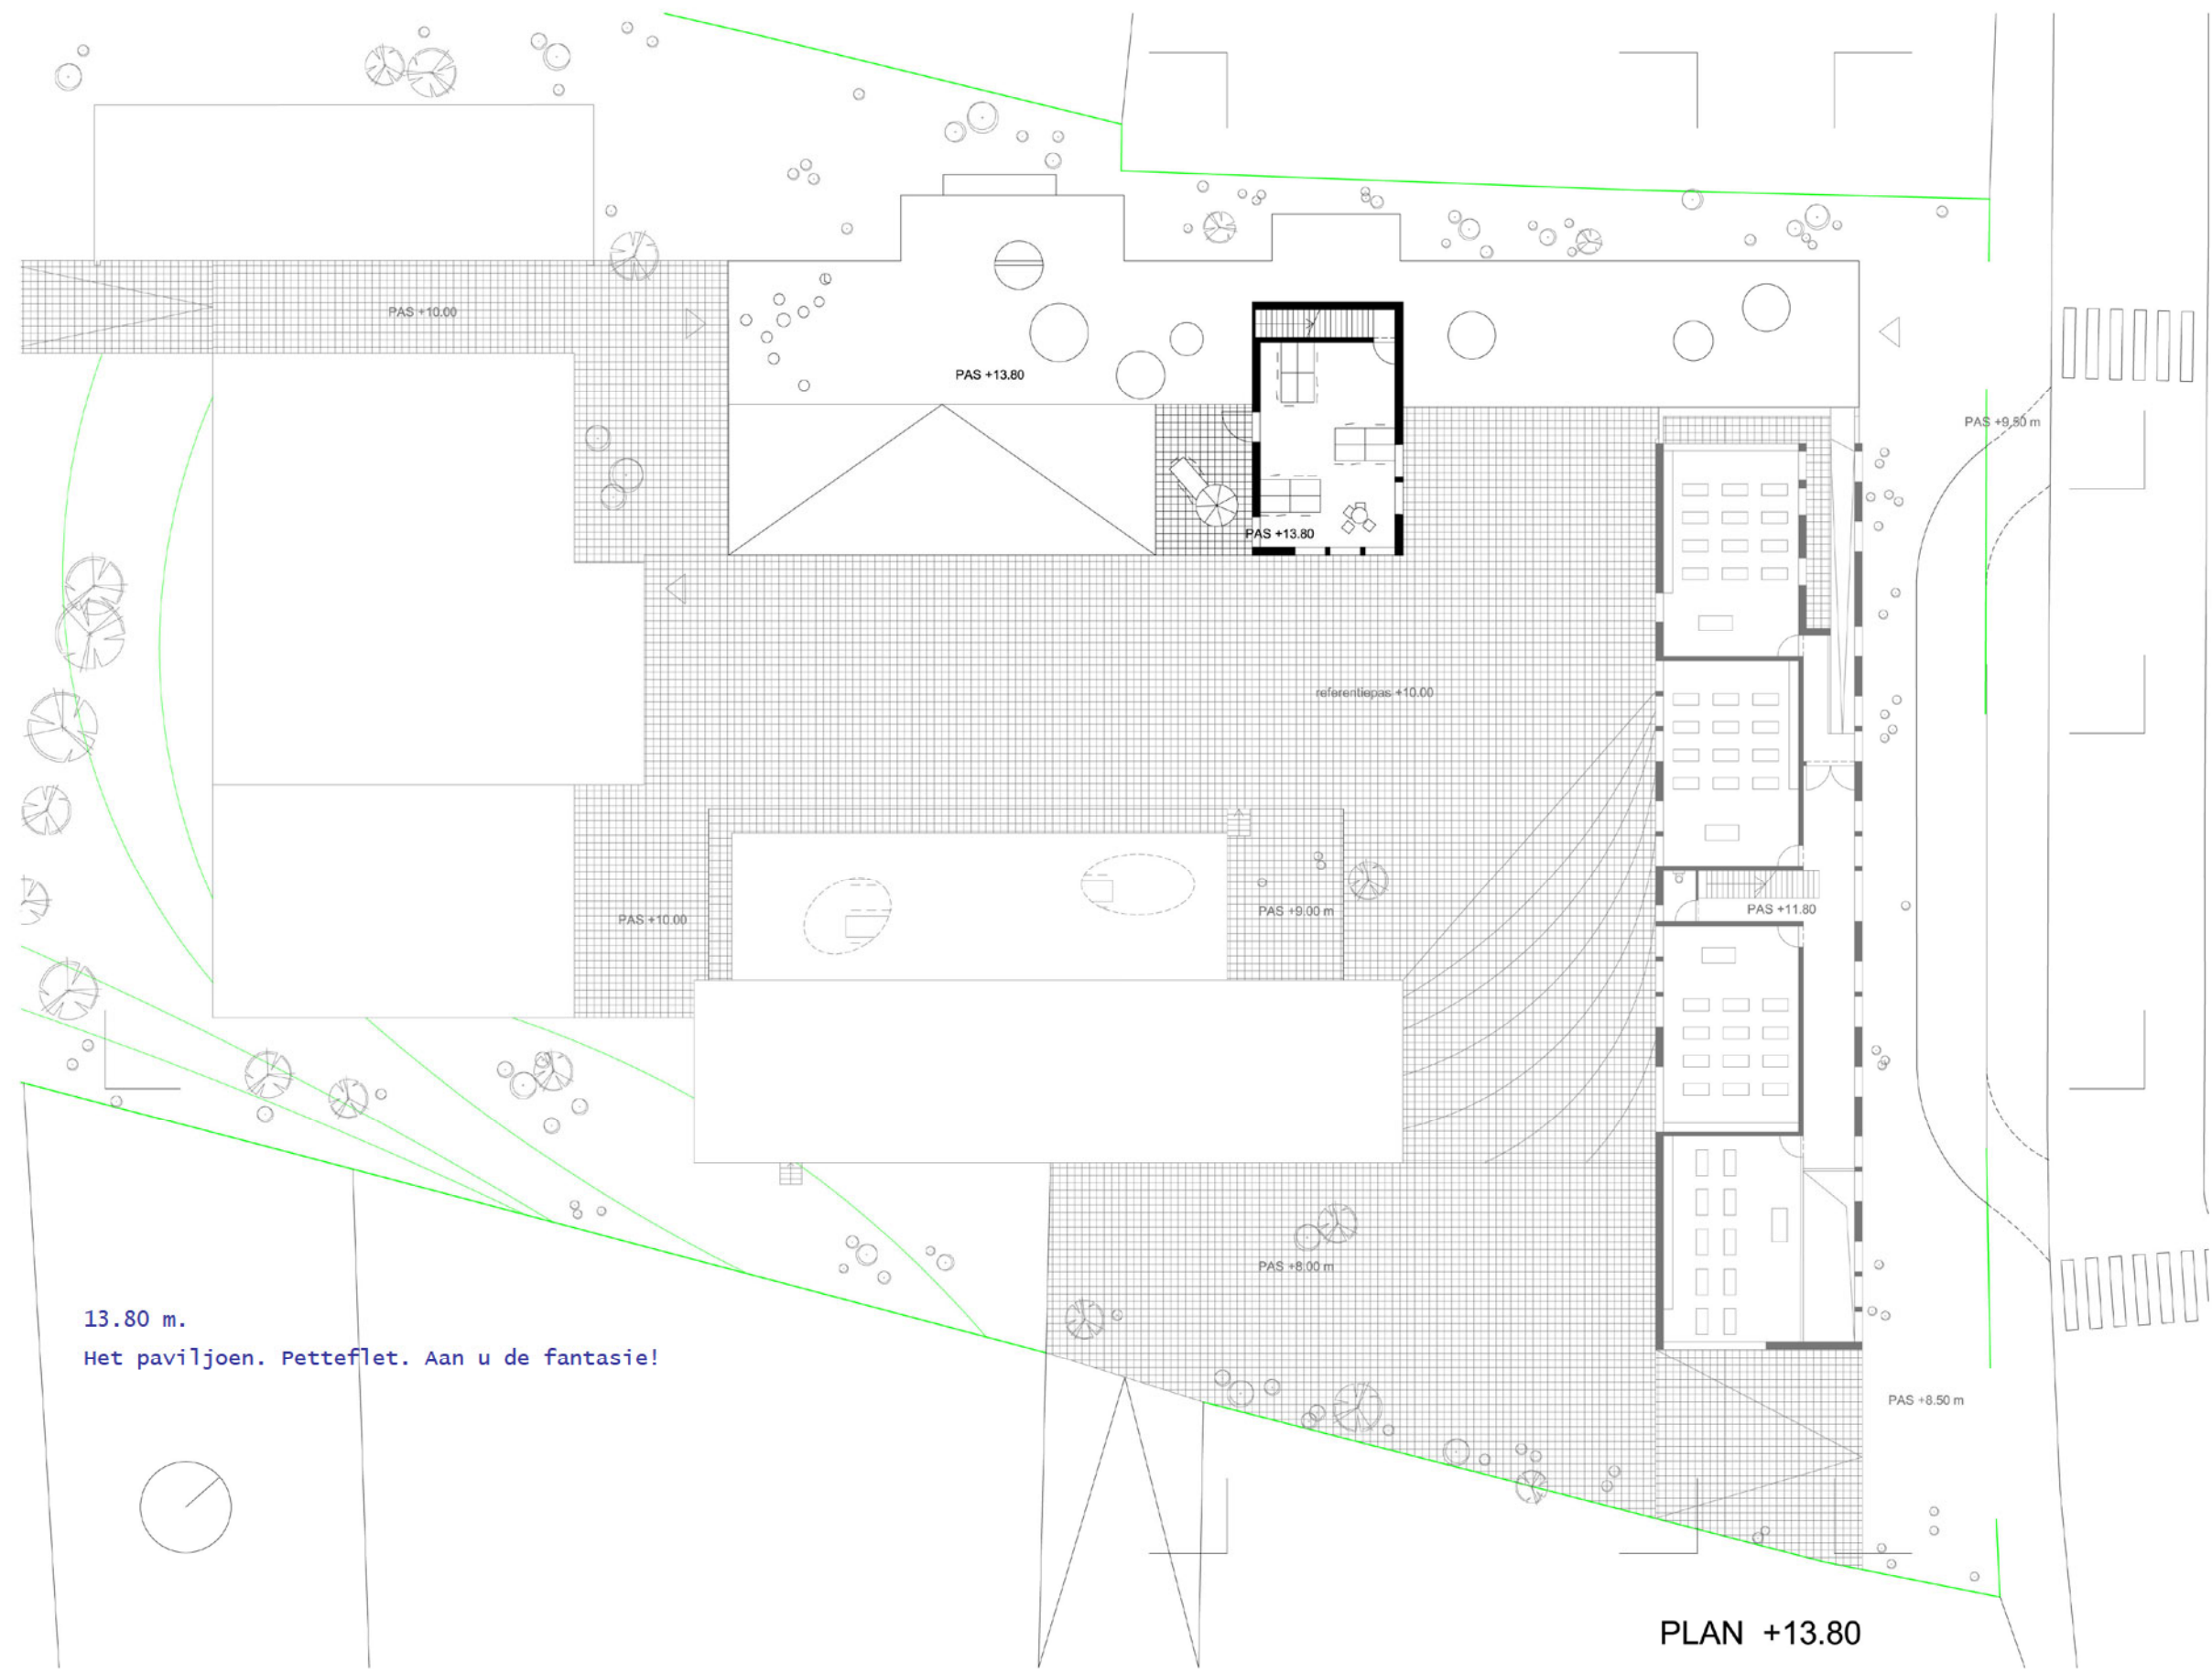 PAS +10.00
PAS +13.80
PAS +9.50 m
PAS +13.80
referentiepas +10.00
PAS +10.00
PAS +9.00 m
PAS +11.80
PAS +8.00 m
13.80 m.
Het paviljoen. Petteflet. Aan u de fantasie!
PAS +8.50 m
PLAN +13.80